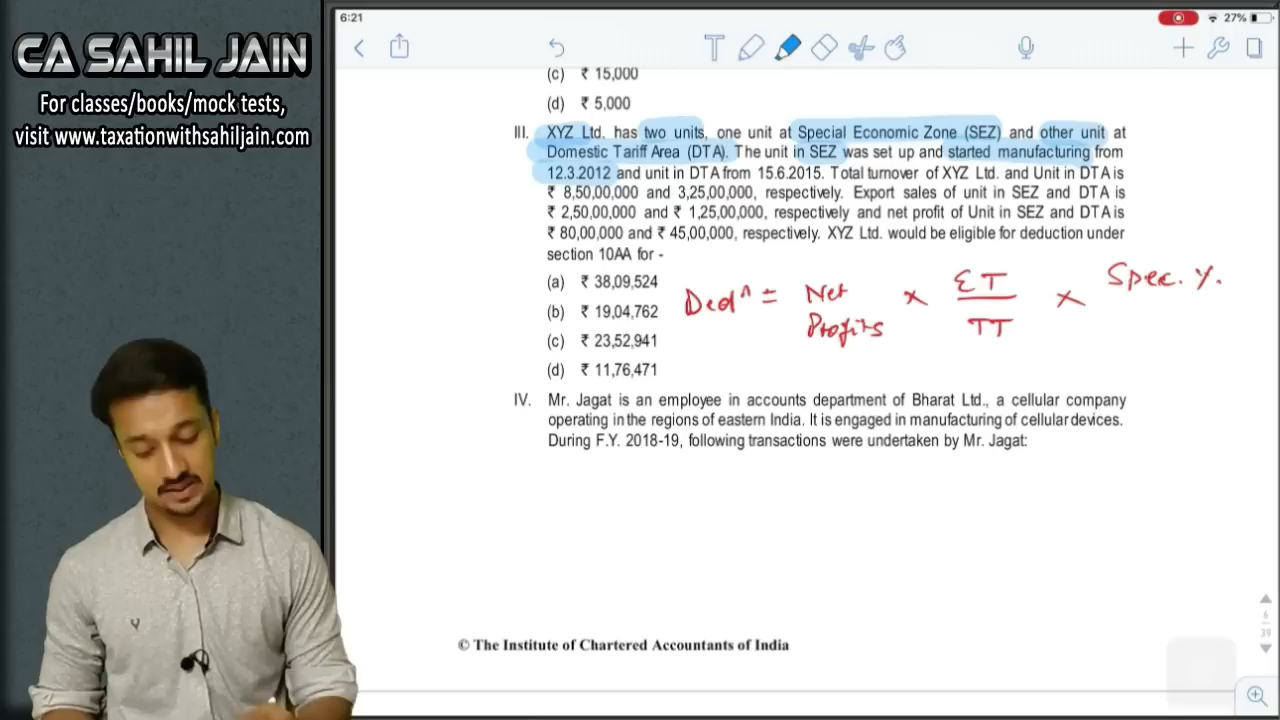 CA SAHIL JAIN
For classes/books/mock tests,
visit www.taxationwithsahiljain.com
6:21
27%
(c) ₹ 15,000
(d) ₹ 5,000
III. XYZ Ltd. has two units, one unit at Special Economic Zone (SEZ) and other unit at
Domestic Tariff Area (DTA). The unit in SEZ was set up and started manufacturing from
12.3.2012 and unit in DTA from 15.6.2015. Total turnover of XYZ Ltd. and Unit in DTA is
₹ 8,50,00,000 and 3,25,00,000, respectively. Export sales of unit in SEZ and DTA is
₹ 2,50,00,000 and ₹ 1,25,00,000, respectively and net profit of Unit in SEZ and DTA is
₹ 80,00,000 and ₹ 45,00,000, respectively. XYZ Ltd. would be eligible for deduction under
section 10AA for -
(a) ₹ 38,09,524
(b) ₹ 19,04,762
(c) ₹ 23,52,941
(d) ₹ 11,76,471
Dedⁿ = Net Profits × ET / TT × Spec. %.
IV. Mr. Jagat is an employee in accounts department of Bharat Ltd., a cellular company
operating in the regions of eastern India. It is engaged in manufacturing of cellular devices.
During F.Y. 2018-19, following transactions were undertaken by Mr. Jagat:
6
39
© The Institute of Chartered Accountants of India